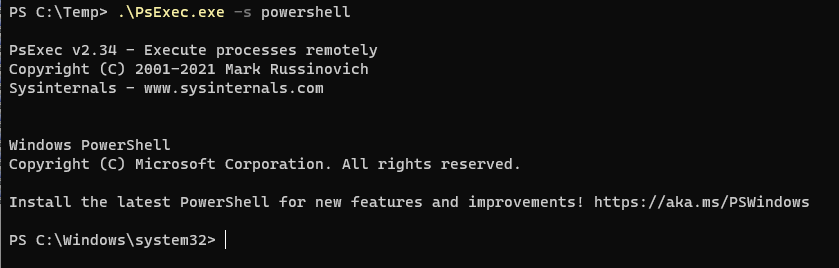 PS C:\Temp> .\PsExec.exe -s powershell
PsExec v2.34 - Execute processes remotely
Copyright (C) 2001-2021 Mark Russinovich
Sysinternals - www.sysinternals.com
Windows PowerShell
Copyright (C) Microsoft Corporation. All rights reserved.
Install the latest PowerShell for new features and improvements! https://aka.ms/PSWindows
PS C:\Windows\system32>